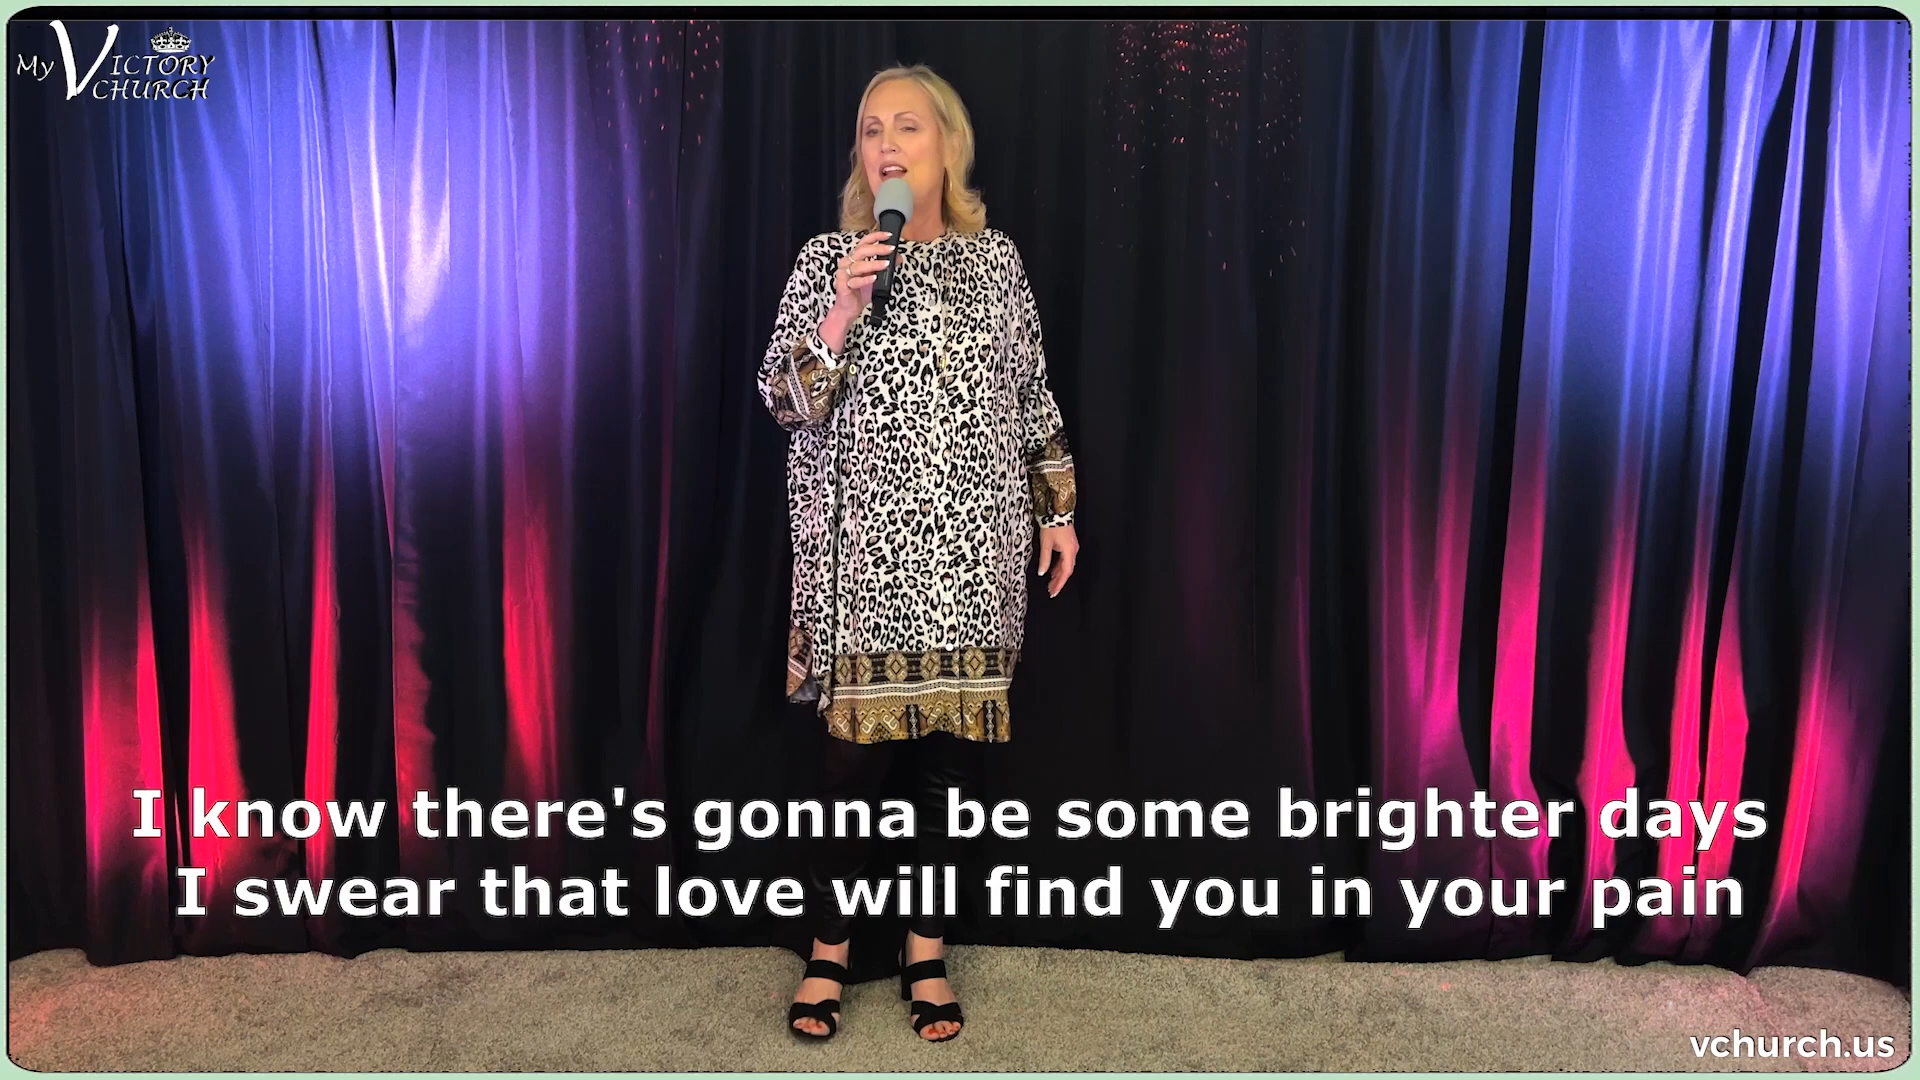 My Victory
Church
I know there's gonna be some brighter days
I swear that love will find you in your pain
vchurch.us